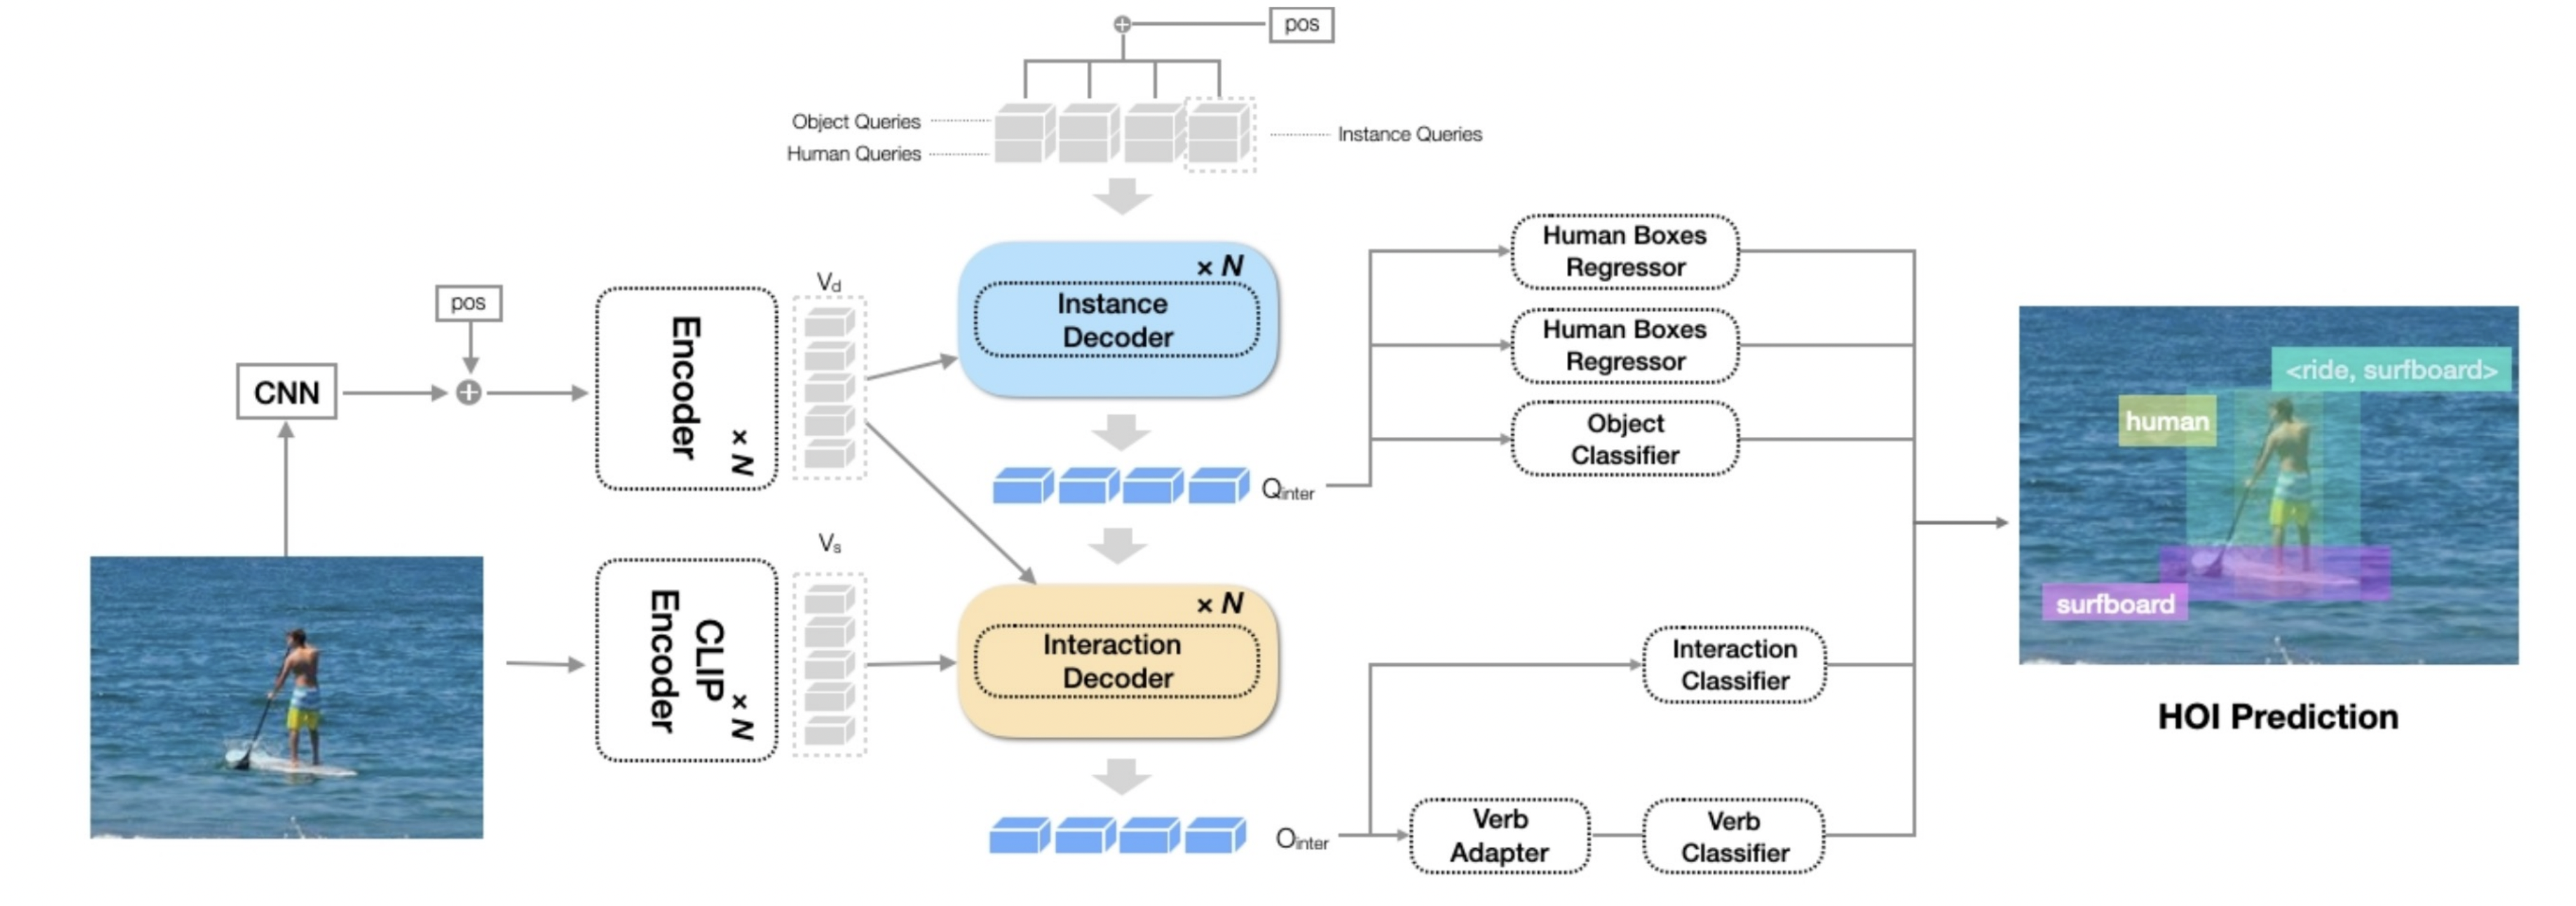 pos
Object Queries
Human Queries
Instance Queries
Human Boxes
Regressor
× N
Instance
Decoder
Vd
pos
Encoder
× N
Human Boxes
Regressor
CNN
<ride, surfboard>
human
Object
Classifier
Qinter
Vs
CLIP
Encoder
× N
× N
Interaction
Decoder
surfboard
Interaction
Classifier
HOI Prediction
Ointer
Verb
Adapter
Verb
Classifier